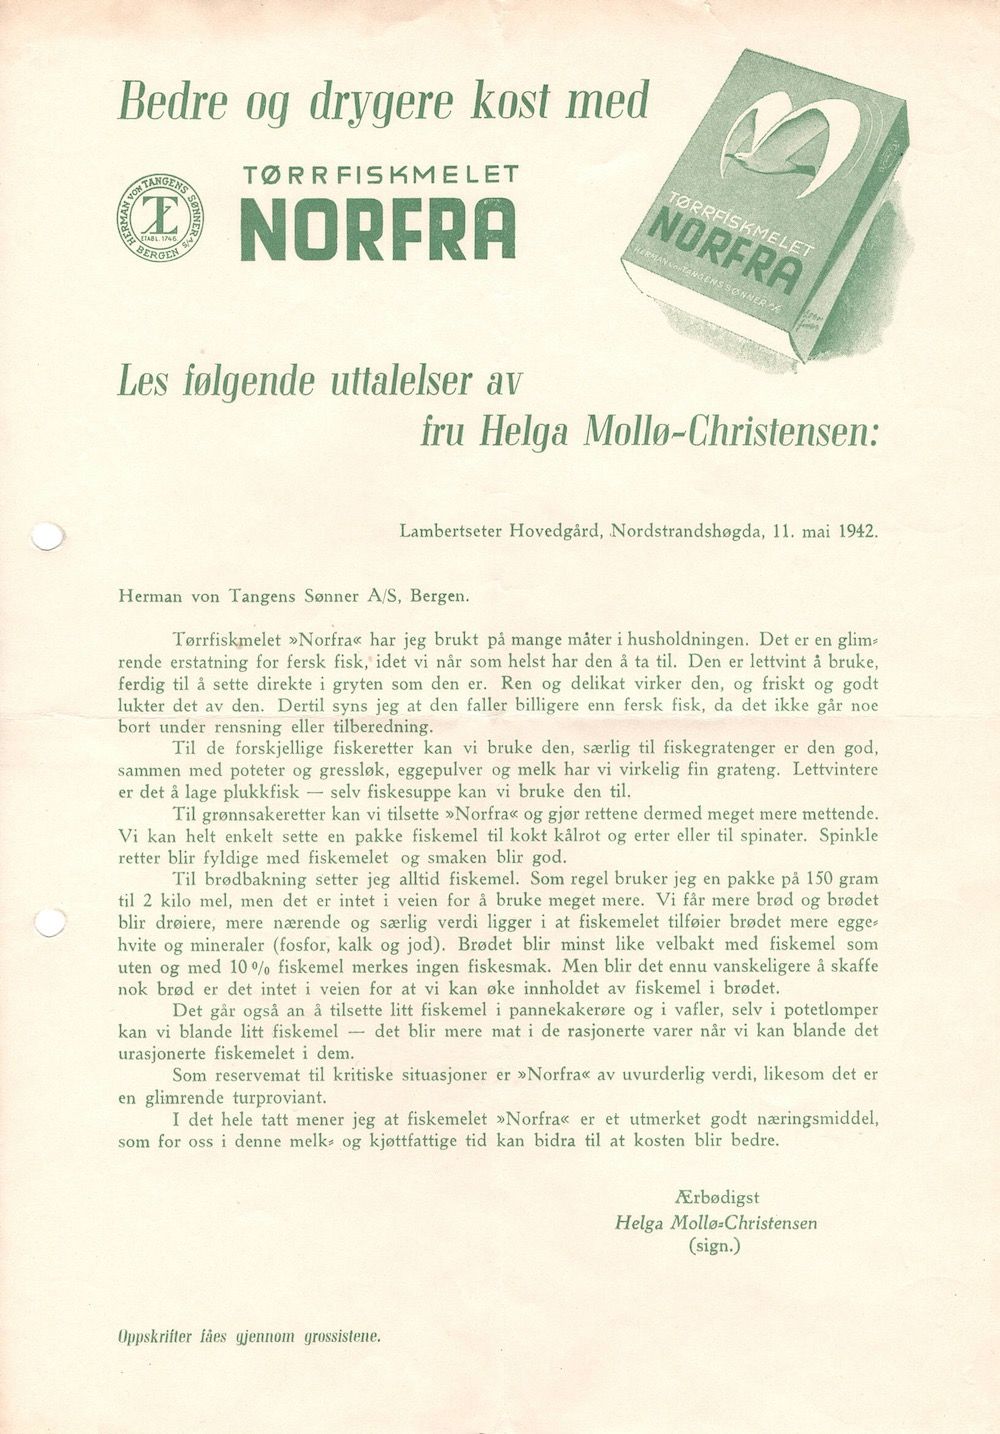 Bedre og drygere kost med
TØRRFISKMELET
NORFRA
HERMAN VON TANGENS SØNNER A/S
ETABL. 1746.
BERGEN
TØRRFISKMELET
NORFRA
HERMAN VON TANGENS SØNNER A/S
Les følgende uttalelser av
fru Helga Mollø-Christensen:
Lambertseter Hovedgård, Nordstrandshøgda, 11. mai 1942.
Herman von Tangens Sønner A/S, Bergen.
Tørrfiskmelet »Norfra« har jeg brukt på mange måter i husholdningen. Det er en glim-
rende erstatning for fersk fisk, idet vi når som helst har den å ta til. Den er lettvint å bruke,
ferdig til å sette direkte i gryten som den er. Ren og delikat virker den, og friskt og godt
lukter det av den. Dertil syns jeg at den faller billigere enn fersk fisk, da det ikke går noe
bort under rensning eller tilberedning.
Til de forskjellige fiskeretter kan vi bruke den, særlig til fiskegratenger er den god,
sammen med poteter og gressløk, eggepulver og melk har vi virkelig fin grateng. Lettvintere
er det å lage plukkfisk — selv fiskesuppe kan vi bruke den til.
Til grønnsakeretter kan vi tilsette »Norfra« og gjør rettene dermed meget mere mettende.
Vi kan helt enkelt sette en pakke fiskemel til kokt kålrot og erter eller til spinater. Spinkle
retter blir fyldige med fiskemelet og smaken blir god.
Til brødbakning setter jeg alltid fiskemel. Som regel bruker jeg en pakke på 150 gram
til 2 kilo mel, men det er intet i veien for å bruke meget mere. Vi får mere brød og brødet
blir drøiere, mere nærende og særlig verdi ligger i at fiskemelet tilføier brødet mere egge-
hvite og mineraler (fosfor, kalk og jod). Brødet blir minst like velbakt med fiskemel som
uten og med 10 % fiskemel merkes ingen fiskesmak. Men blir det ennu vanskeligere å skaffe
nok brød er det intet i veien for at vi kan øke innholdet av fiskemel i brødet.
Det går også an å tilsette litt fiskemel i pannekakerøre og i vafler, selv i potetlomper
kan vi blande litt fiskemel — det blir mere mat i de rasjonerte varer når vi kan blande det
urasjonerte fiskemelet i dem.
Som reservemat til kritiske situasjoner er »Norfra« av uvurderlig verdi, likesom det er
en glimrende turproviant.
I det hele tatt mener jeg at fiskemelet »Norfra« er et utmerket godt næringsmiddel,
som for oss i denne melk- og kjøttfattige tid kan bidra til at kosten blir bedre.
Ærbødigst
Helga Mollø-Christensen
(sign.)
Oppskrifter fåes gjennom grossistene.